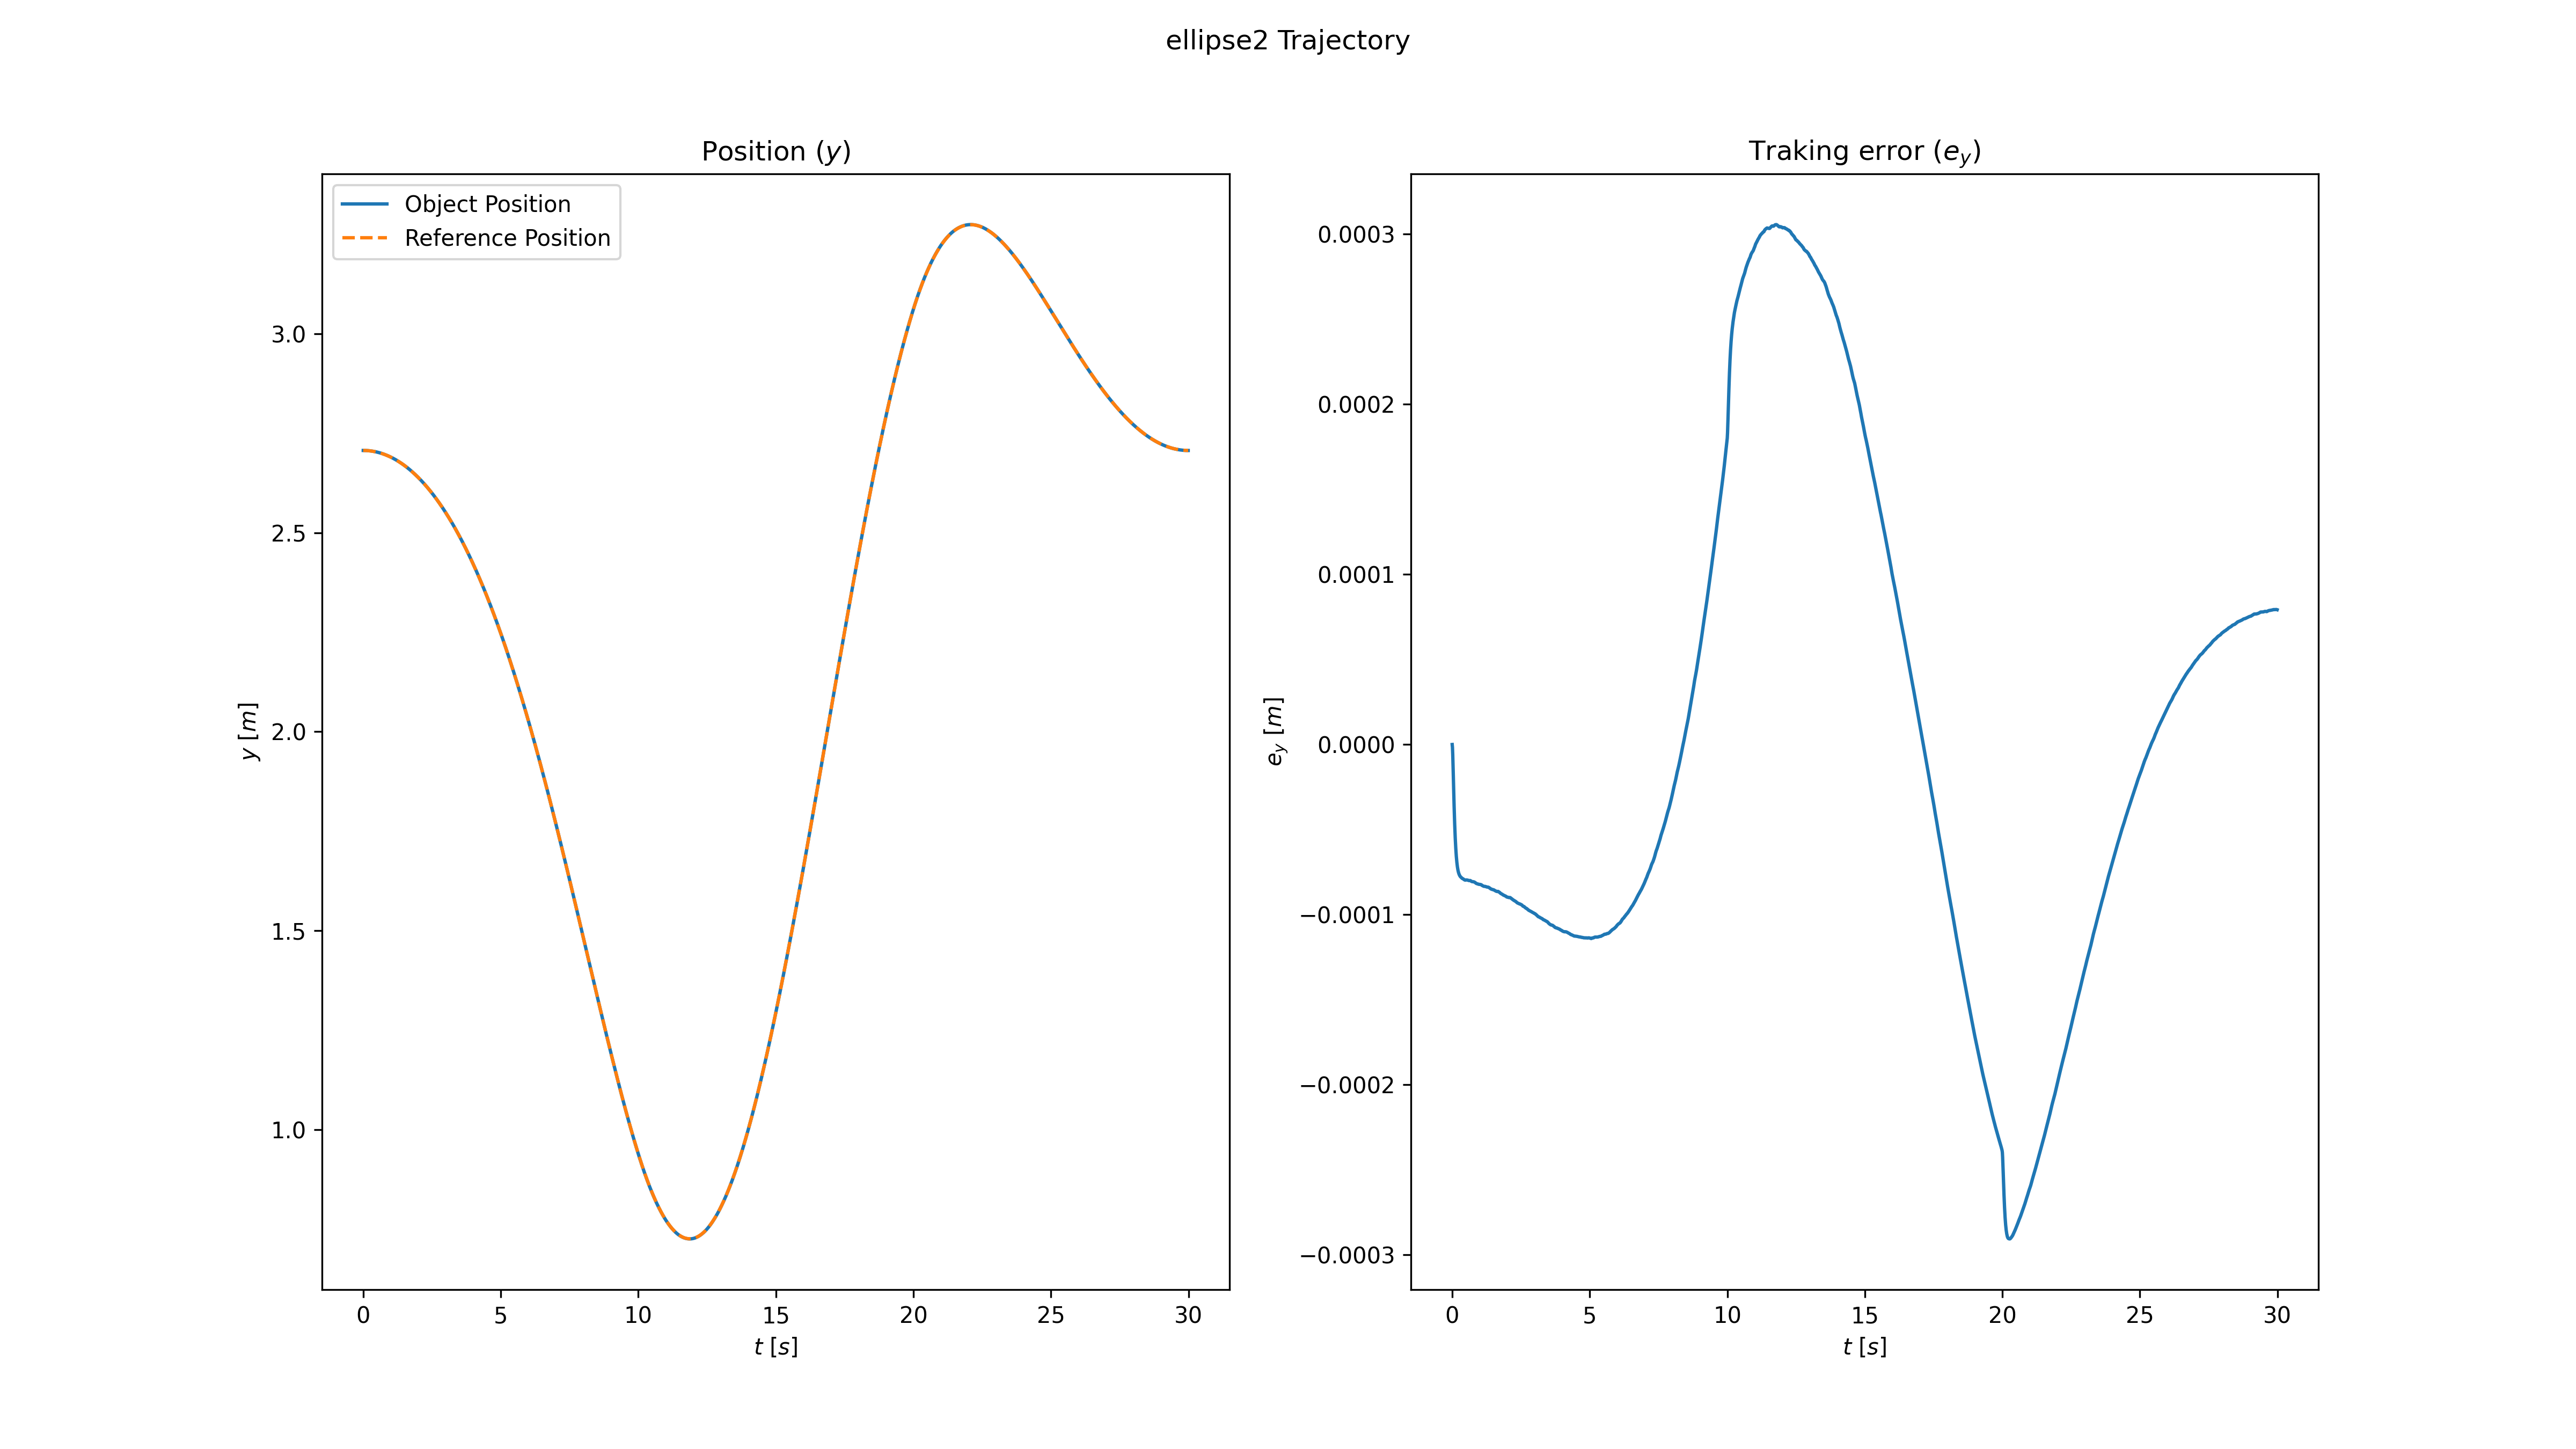 ellipse2 Trajectory
Position (y)
Object Position
Reference Position
3.0
2.5
2.0
1.5
1.0
y [m]
0 5 10 15 20 25 30
t [s]
Traking error (e_y)
0.0003
0.0002
0.0001
0.0000
−0.0001
−0.0002
−0.0003
e_y [m]
0 5 10 15 20 25 30
t [s]